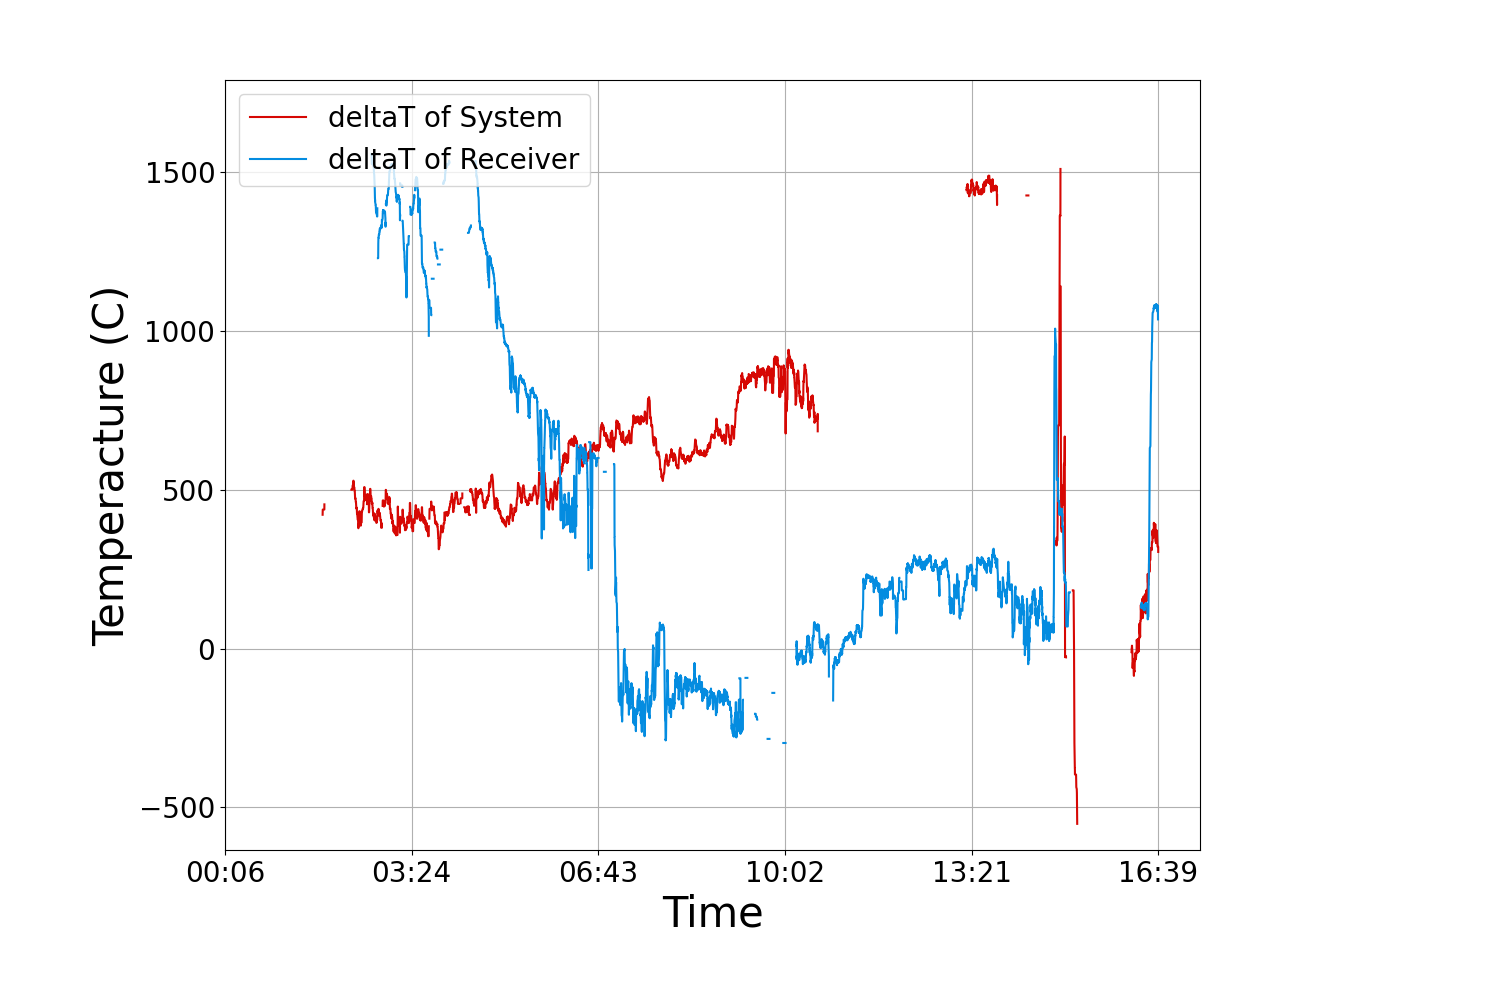 deltaT of System
deltaT of Receiver
1500
1000
500
0
−500
Temperacture (C)
00:06 03:24 06:43 10:02 13:21 16:39
Time